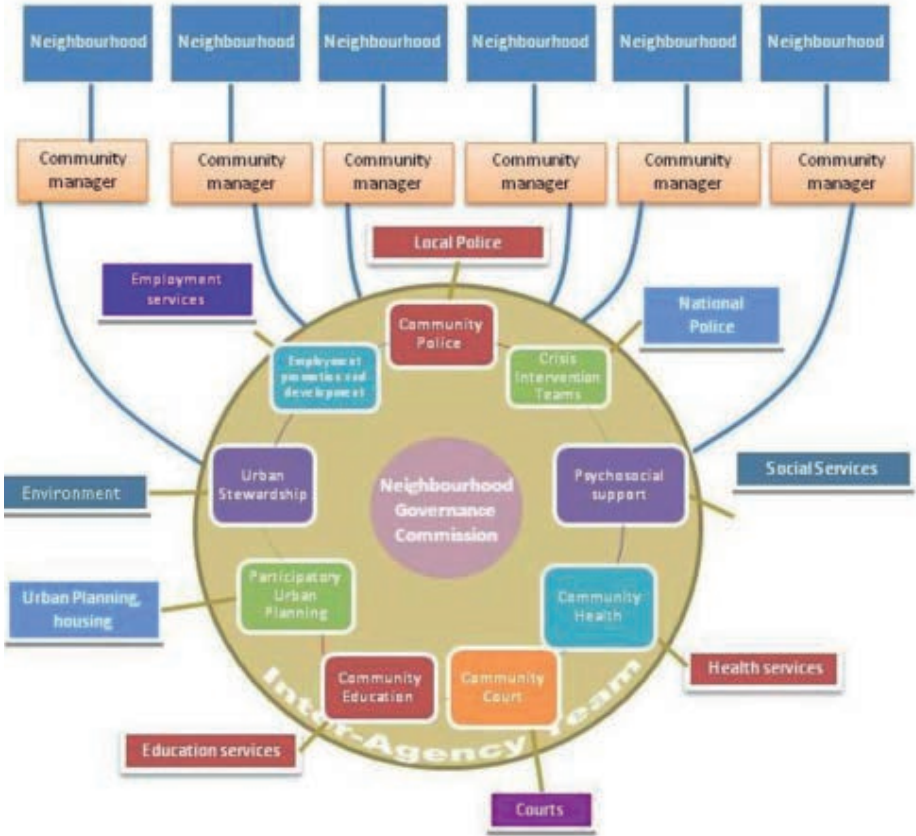 Neighbourhood
Neighbourhood
Neighbourhood
Neighbourhood
Neighbourhood
Neighbourhood
Community
manager
Community
manager
Community
manager
Community
manager
Community
manager
Community
manager
Local Police
Employment
services
National
Police
Community
Police
Employment
promotion and
development
Crisis
Intervention
Teams
Urban
Stewardship
Psychosocial
support
Social Services
Environment
Neighbourhood
Governance
Commission
Participatory
Urban
Planning
Community
Health
Urban Planning,
housing
Community
Education
Community
Court
Health services
Inter-Agency Team
Education services
Courts